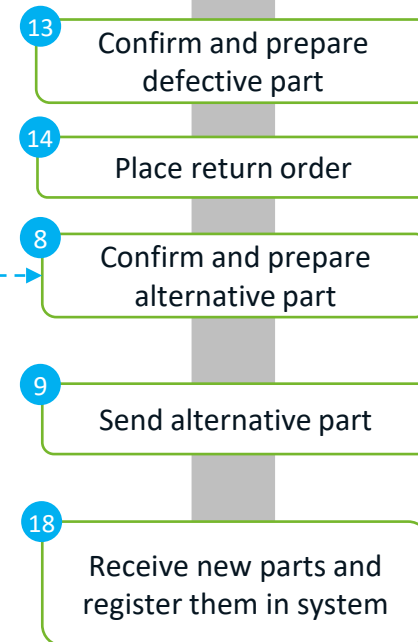 13
Confirm and prepare
defective part
14
Place return order
8
Confirm and prepare
alternative part
9
Send alternative part
18
Receive new parts and
register them in system